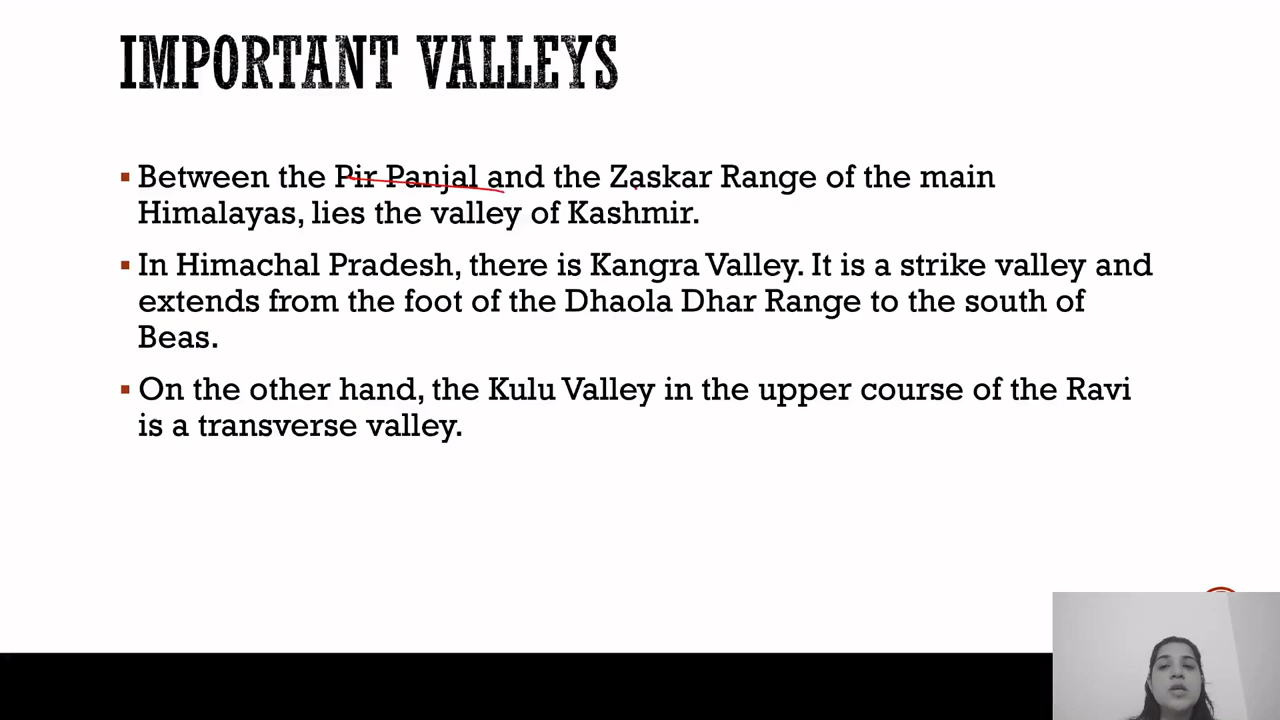 IMPORTANT VALLEYS
▪ Between the Pir Panjal and the Zaskar Range of the main
Himalayas, lies the valley of Kashmir.
▪ In Himachal Pradesh, there is Kangra Valley. It is a strike valley and
extends from the foot of the Dhaola Dhar Range to the south of
Beas.
▪ On the other hand, the Kulu Valley in the upper course of the Ravi
is a transverse valley.